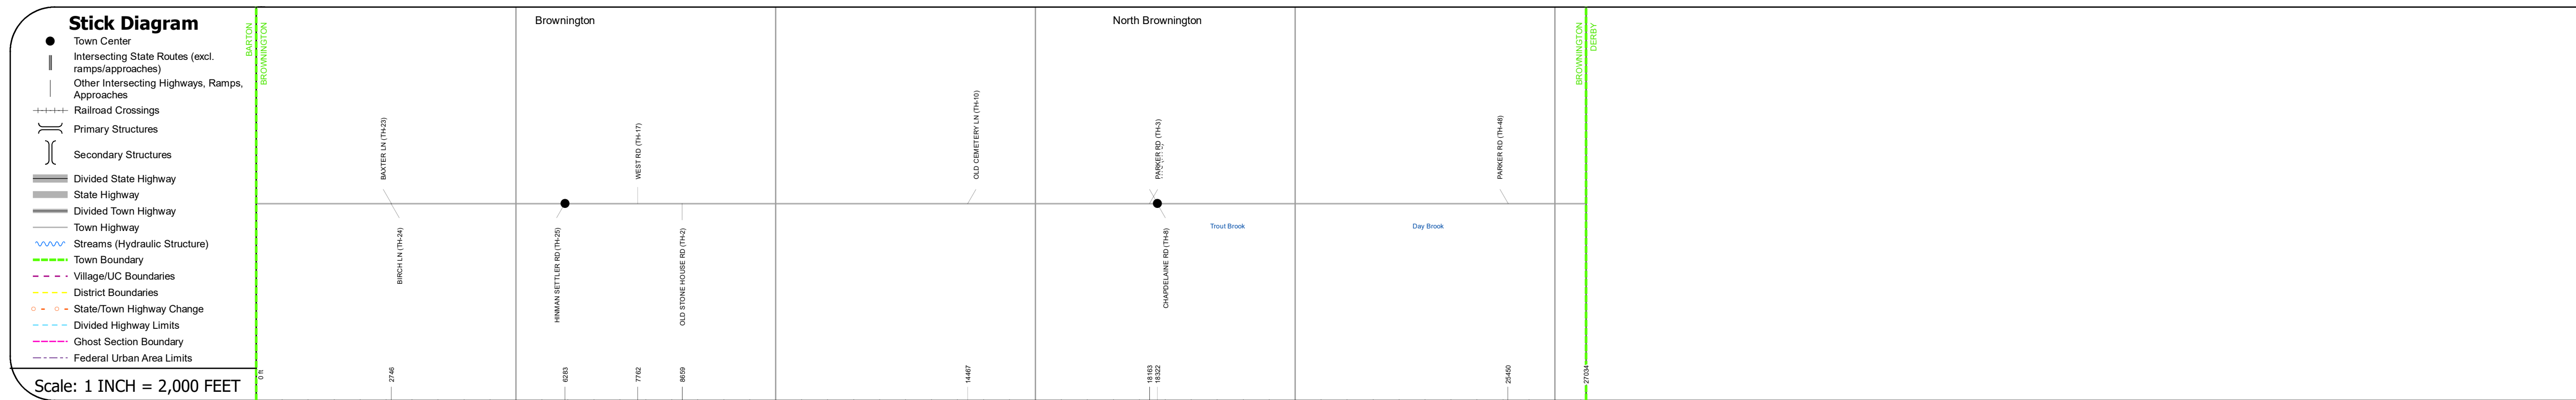 Stick Diagram
Town Center
Intersecting State Routes (excl.
ramps/approaches)
Other Intersecting Highways, Ramps,
Approaches
Railroad Crossings
Primary Structures
Secondary Structures
Divided State Highway
State Highway
Divided Town Highway
Town Highway
Streams (Hydraulic Structure)
Town Boundary
Village/UC Boundaries
District Boundaries
State/Town Highway Change
Divided Highway Limits
Ghost Section Boundary
Federal Urban Area Limits
Scale: 1 INCH = 2,000 FEET
BARTON
BROWNINGTON
Brownington
North Brownington
BROWNINGTON
DERBY
BAXTER LN (TH-23)
WEST RD (TH-17)
OLD CEMETERY LN (TH-10)
PARKER RD (TH-3)
PARKER RD (TH-48)
BIRCH LN (TH-24)
HINMAN SETTLER RD (TH-25)
OLD STONE HOUSE RD (TH-2)
CHAPDELAINE RD (TH-8)
Trout Brook
Day Brook
0 ft
2746
6283
7762
8659
14467
18163
18322
25450
27034